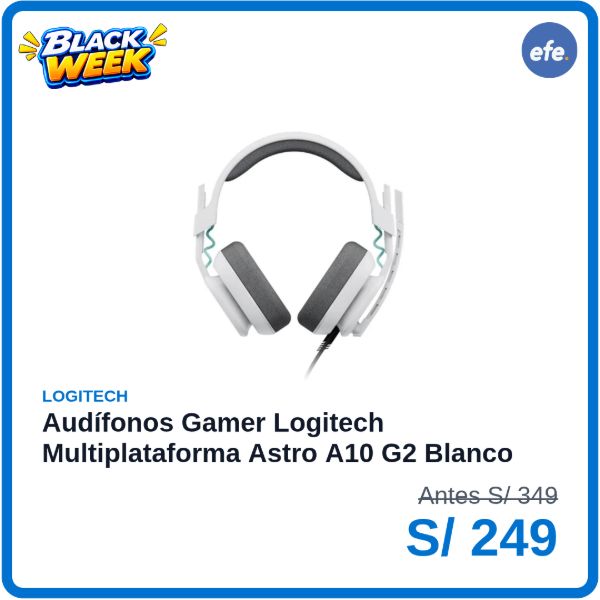 BLACK
WEEK
efe.
LOGITECH
Audífonos Gamer Logitech
Multiplataforma Astro A10 G2 Blanco
Antes S/ 349
S/ 249